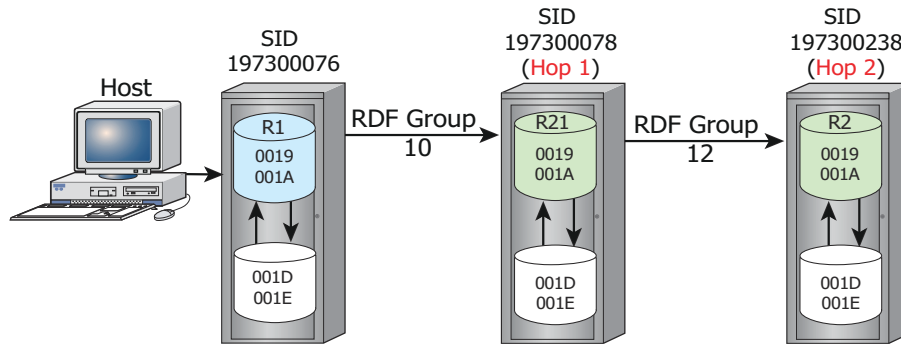 SID
197300076
SID
197300078
(Hop 1)
SID
197300238
(Hop 2)
Host
R1
0019
001A
RDF Group
10
R21
0019
001A
RDF Group
12
R2
0019
001A
001D
001E
001D
001E
001D
001E